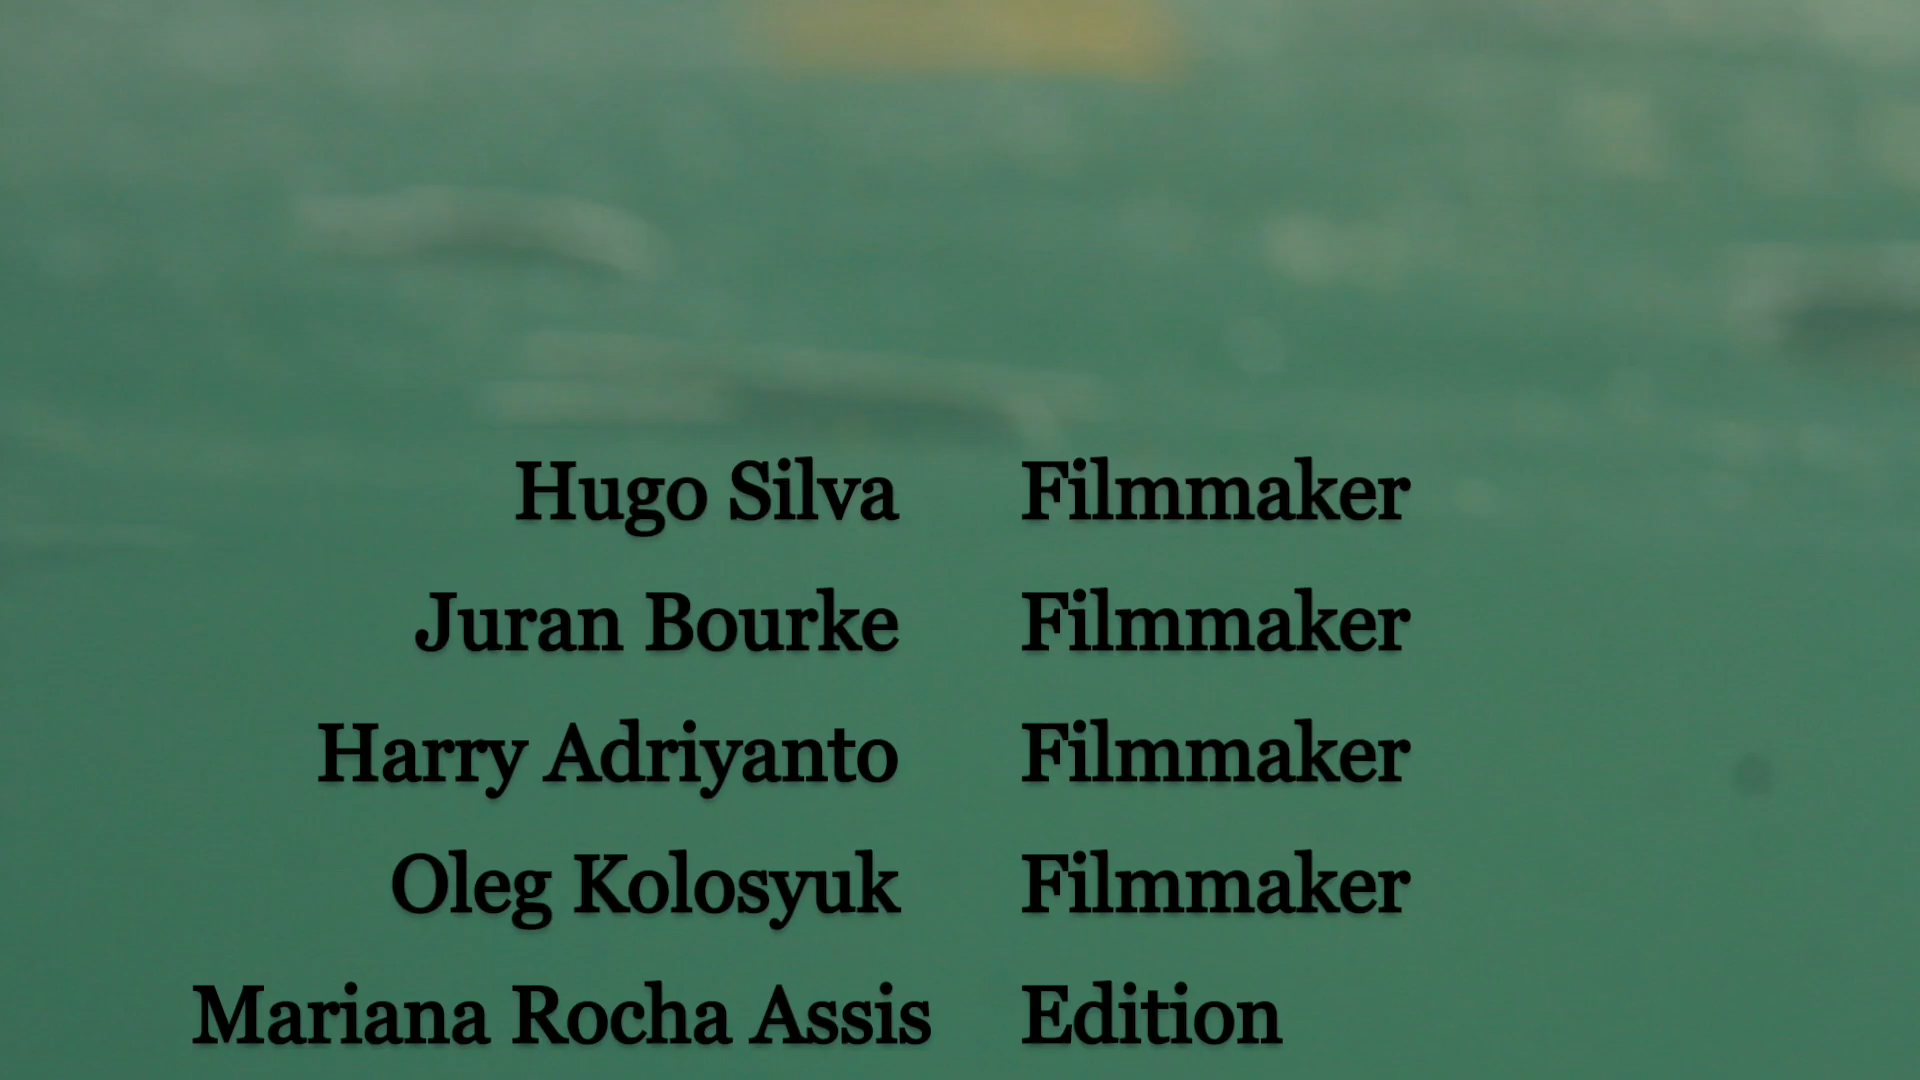 Hugo Silva Filmmaker
Juran Bourke Filmmaker
Harry Adriyanto Filmmaker
Oleg Kolosyuk Filmmaker
Mariana Rocha Assis Edition